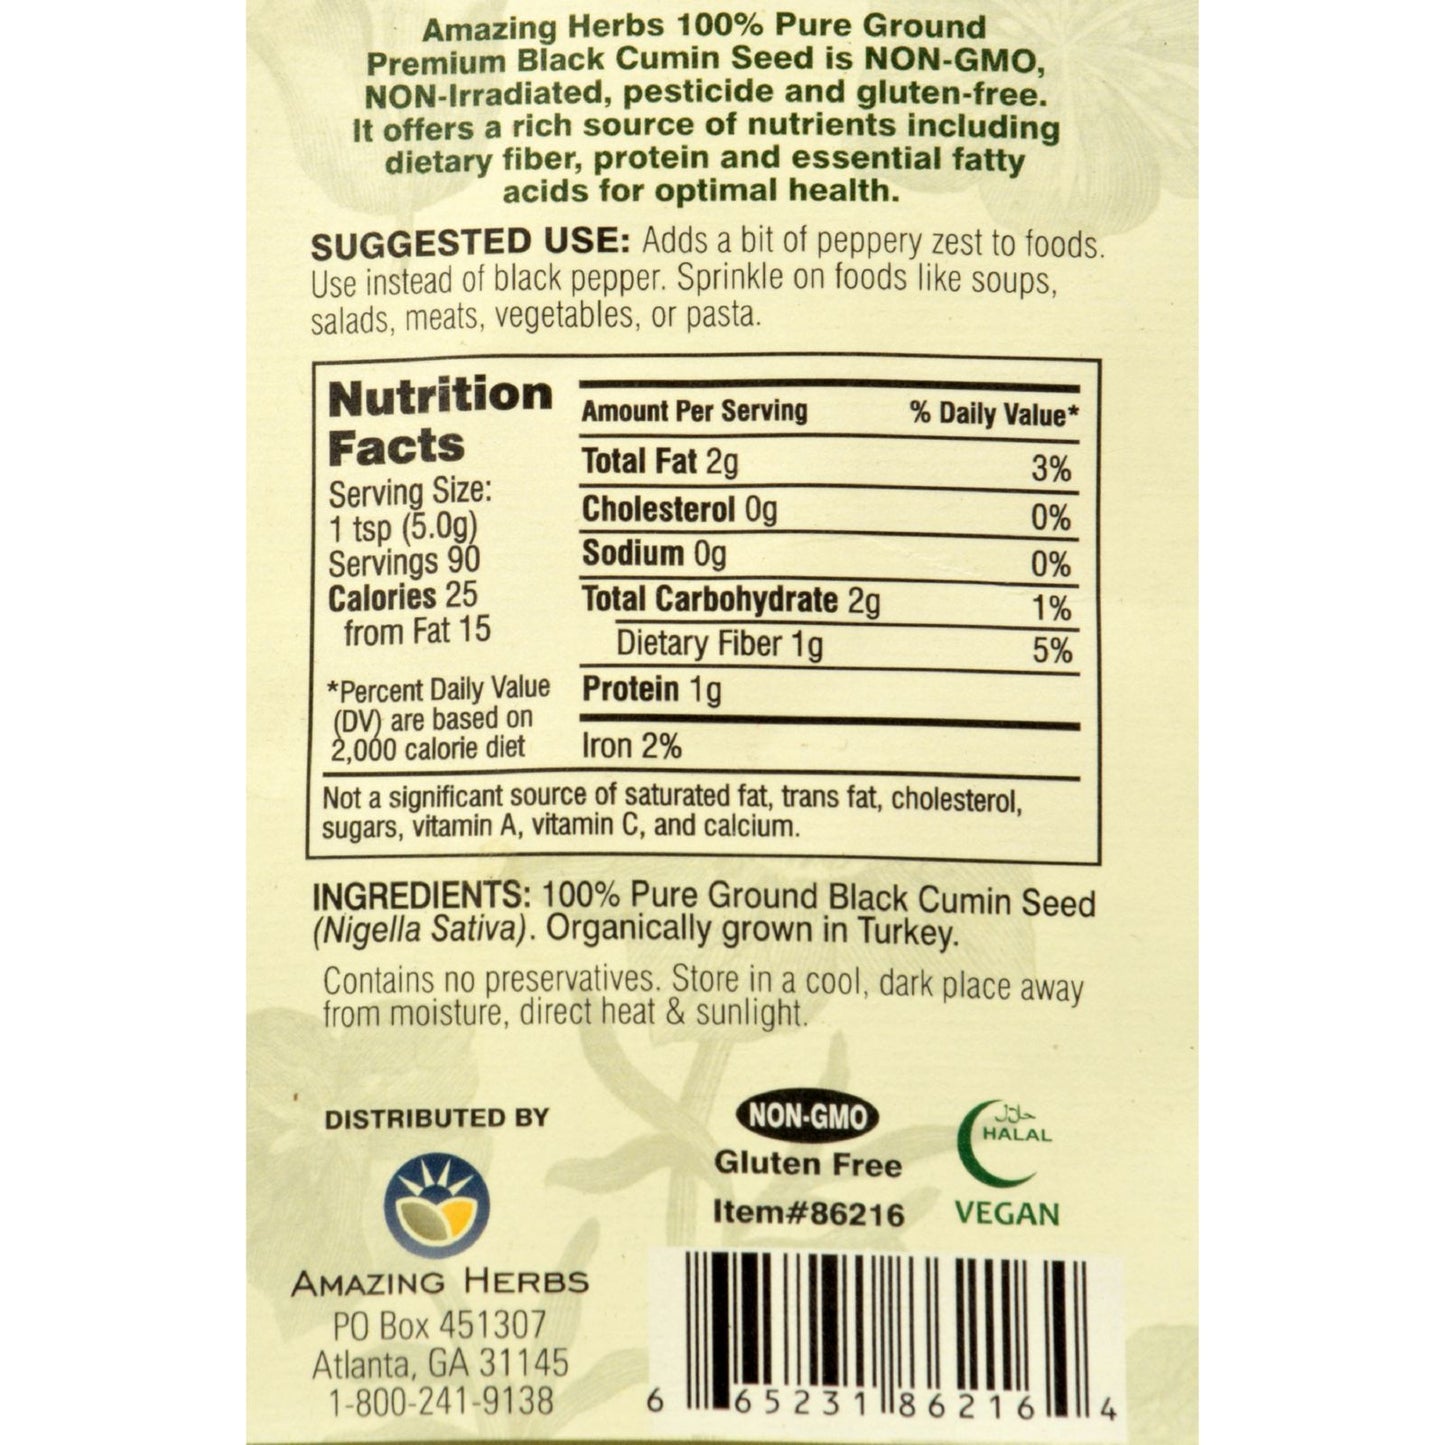 Amazing Herbs 100% Pure Ground
Premium Black Cumin Seed is NON-GMO,
NON-Irradiated, pesticide and gluten-free.
It offers a rich source of nutrients including
dietary fiber, protein and essential fatty
acids for optimal health.
SUGGESTED USE: Adds a bit of peppery zest to foods.
Use instead of black pepper. Sprinkle on foods like soups,
salads, meats, vegetables, or pasta.
Nutrition
Facts
Serving Size:
1 tsp (5.0g)
Servings 90
Calories 25
from Fat 15
*Percent Daily Value
(DV) are based on
2,000 calorie diet
Amount Per Serving % Daily Value*
Total Fat 2g 3%
Cholesterol 0g 0%
Sodium 0g 0%
Total Carbohydrate 2g 1%
Dietary Fiber 1g 5%
Protein 1g
Iron 2%
Not a significant source of saturated fat, trans fat, cholesterol,
sugars, vitamin A, vitamin C, and calcium.
INGREDIENTS: 100% Pure Ground Black Cumin Seed
(Nigella Sativa). Organically grown in Turkey.
Contains no preservatives. Store in a cool, dark place away
from moisture, direct heat & sunlight.
DISTRIBUTED BY
AMAZING HERBS
PO Box 451307
Atlanta, GA 31145
1-800-241-9138
NON-GMO
Gluten Free
Item#86216
حلال
HALAL
VEGAN
6 65231 86216 4